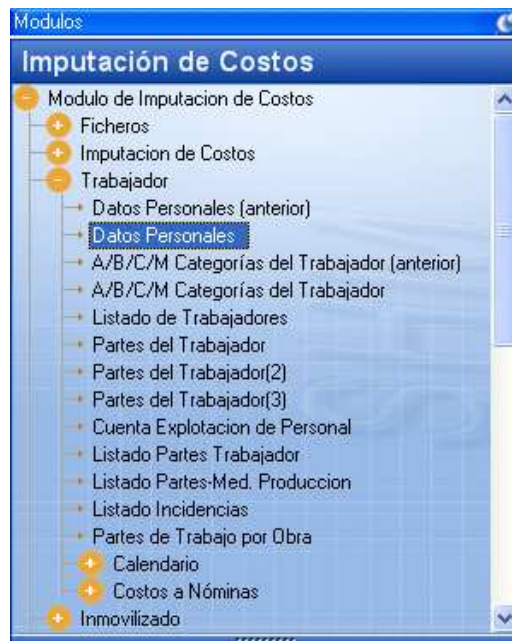 Modulos
Imputación de Costos
Modulo de Imputacion de Costos
Ficheros
Imputacion de Costos
Trabajador
Datos Personales (anterior)
Datos Personales
A/B/C/M Categorías del Trabajador (anterior)
A/B/C/M Categorías del Trabajador
Listado de Trabajadores
Partes del Trabajador
Partes del Trabajador(2)
Partes del Trabajador(3)
Cuenta Explotacion de Personal
Listado Partes Trabajador
Listado Partes-Med. Produccion
Listado Incidencias
Partes de Trabajo por Obra
Calendario
Costos a Nóminas
Inmovilizado